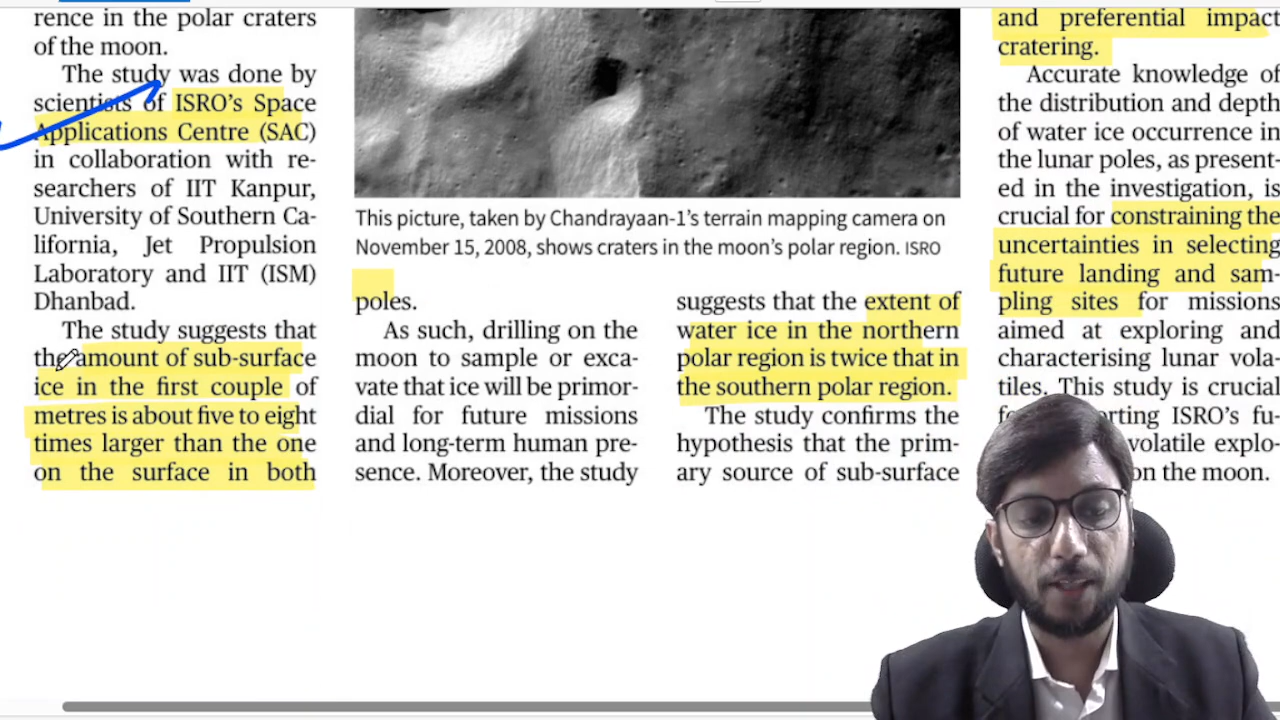 rence in the polar craters
of the moon.
The study was done by
scientists of ISRO's Space
Applications Centre (SAC)
in collaboration with re-
searchers of IIT Kanpur,
University of Southern Ca-
lifornia, Jet Propulsion
Laboratory and IIT (ISM)
Dhanbad.
The study suggests that
the amount of sub-surface
ice in the first couple of
metres is about five to eight
times larger than the one
on the surface in both
This picture, taken by Chandrayaan-1's terrain mapping camera on
November 15, 2008, shows craters in the moon's polar region. ISRO
poles.
As such, drilling on the
moon to sample or exca-
vate that ice will be primor-
dial for future missions
and long-term human pre-
sence. Moreover, the study
suggests that the extent of
water ice in the northern
polar region is twice that in
the southern polar region.
The study confirms the
hypothesis that the prim-
ary source of sub-surface
and preferential impact
cratering.
Accurate knowledge of
the distribution and depth
of water ice occurrence in
the lunar poles, as present-
ed in the investigation, is
crucial for constraining the
uncertainties in selecting
future landing and sam-
pling sites for missions
aimed at exploring and
characterising lunar vola-
tiles. This study is crucial
ISRO's fu-
volatile explo-
on the moon.